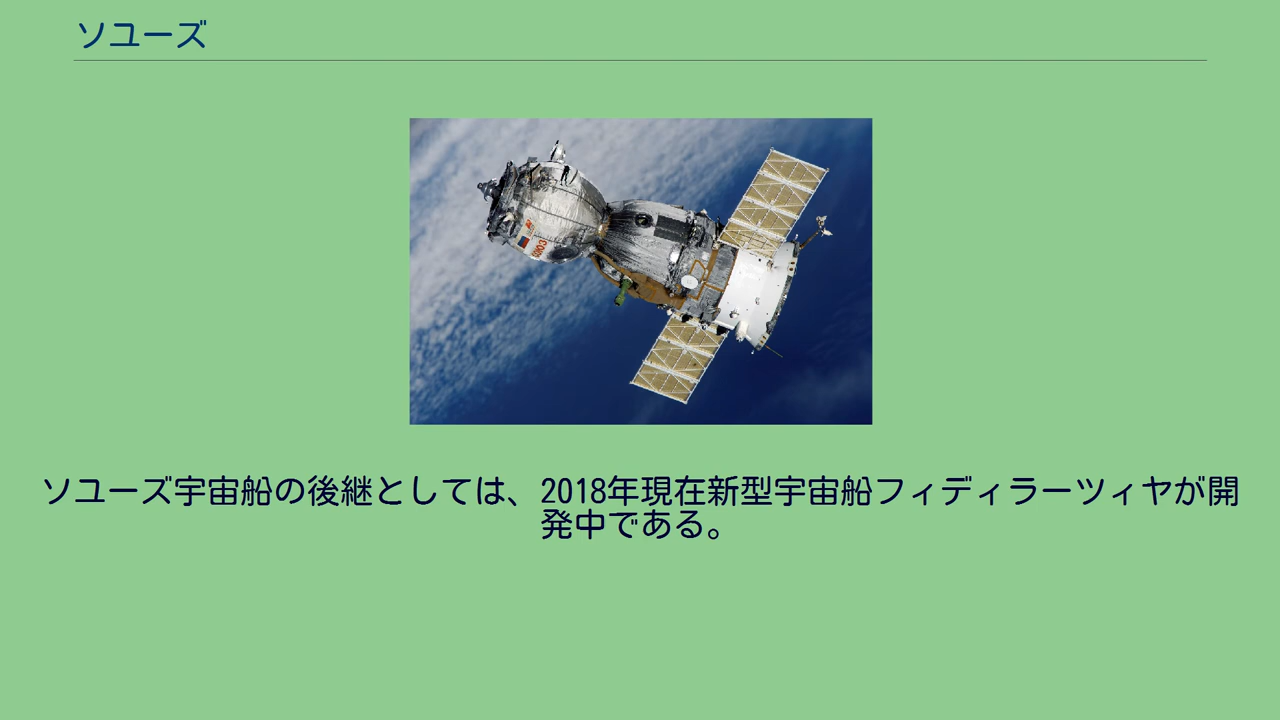 ソユーズ
ソユーズ宇宙船の後継としては、2018年現在新型宇宙船フィディラーツィヤが開
発中である。